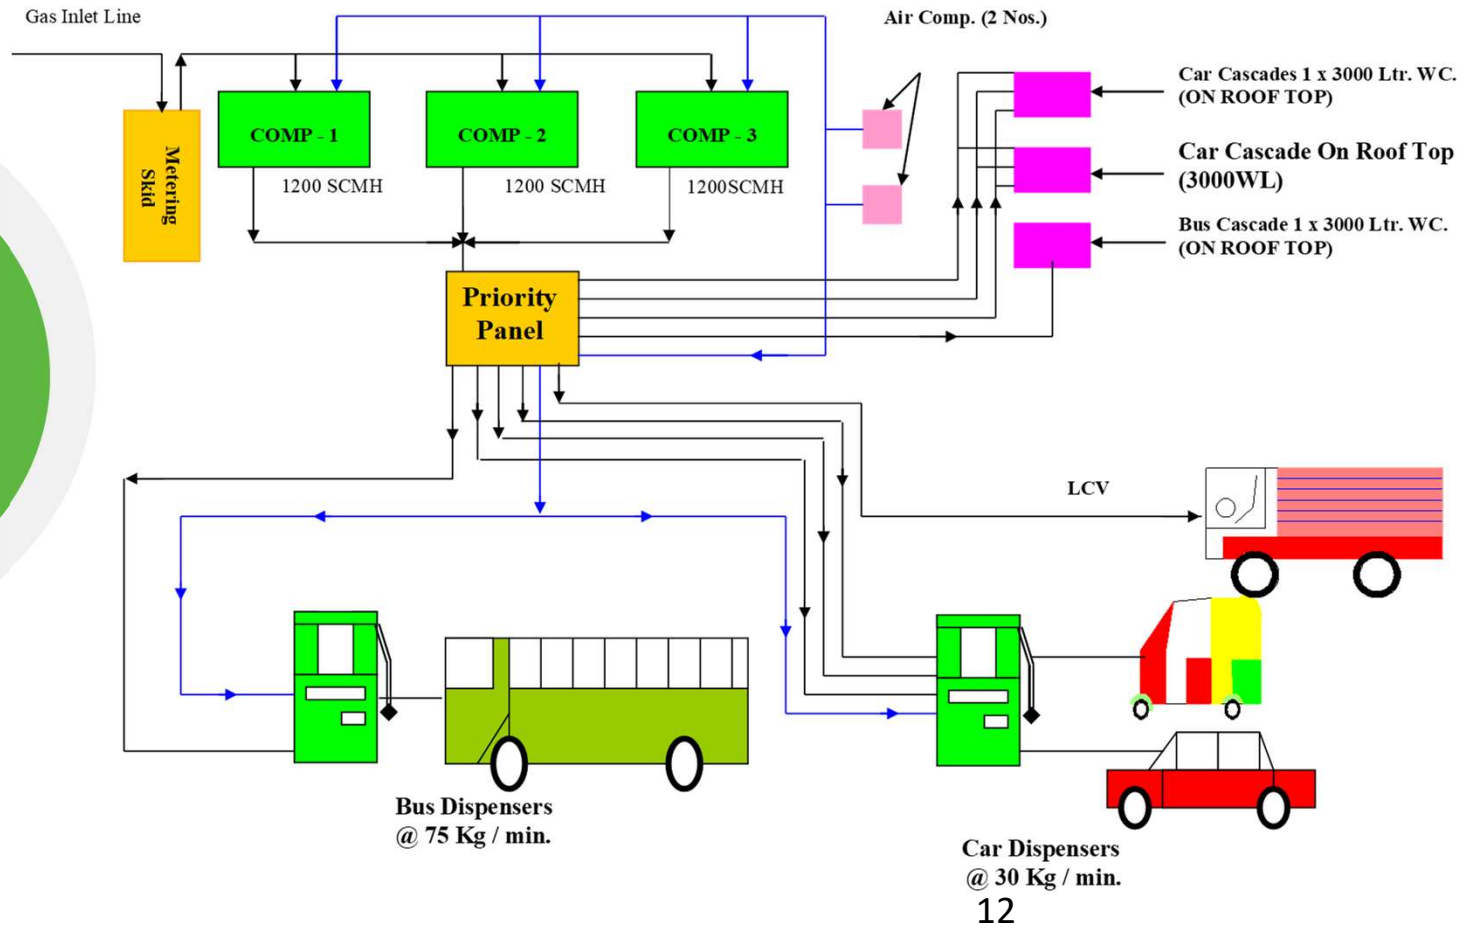 Gas Inlet Line
Air Comp. (2 Nos.)
Car Cascades 1 x 3000 Ltr. WC.
(ON ROOF TOP)
Metering
Skid
COMP - 1
COMP - 2
COMP - 3
1200 SCMH
1200 SCMH
1200SCMH
Car Cascade On Roof Top
(3000WL)
Bus Cascade 1 x 3000 Ltr. WC.
(ON ROOF TOP)
Priority
Panel
LCV
Bus Dispensers
@ 75 Kg / min.
Car Dispensers
@ 30 Kg / min.
12